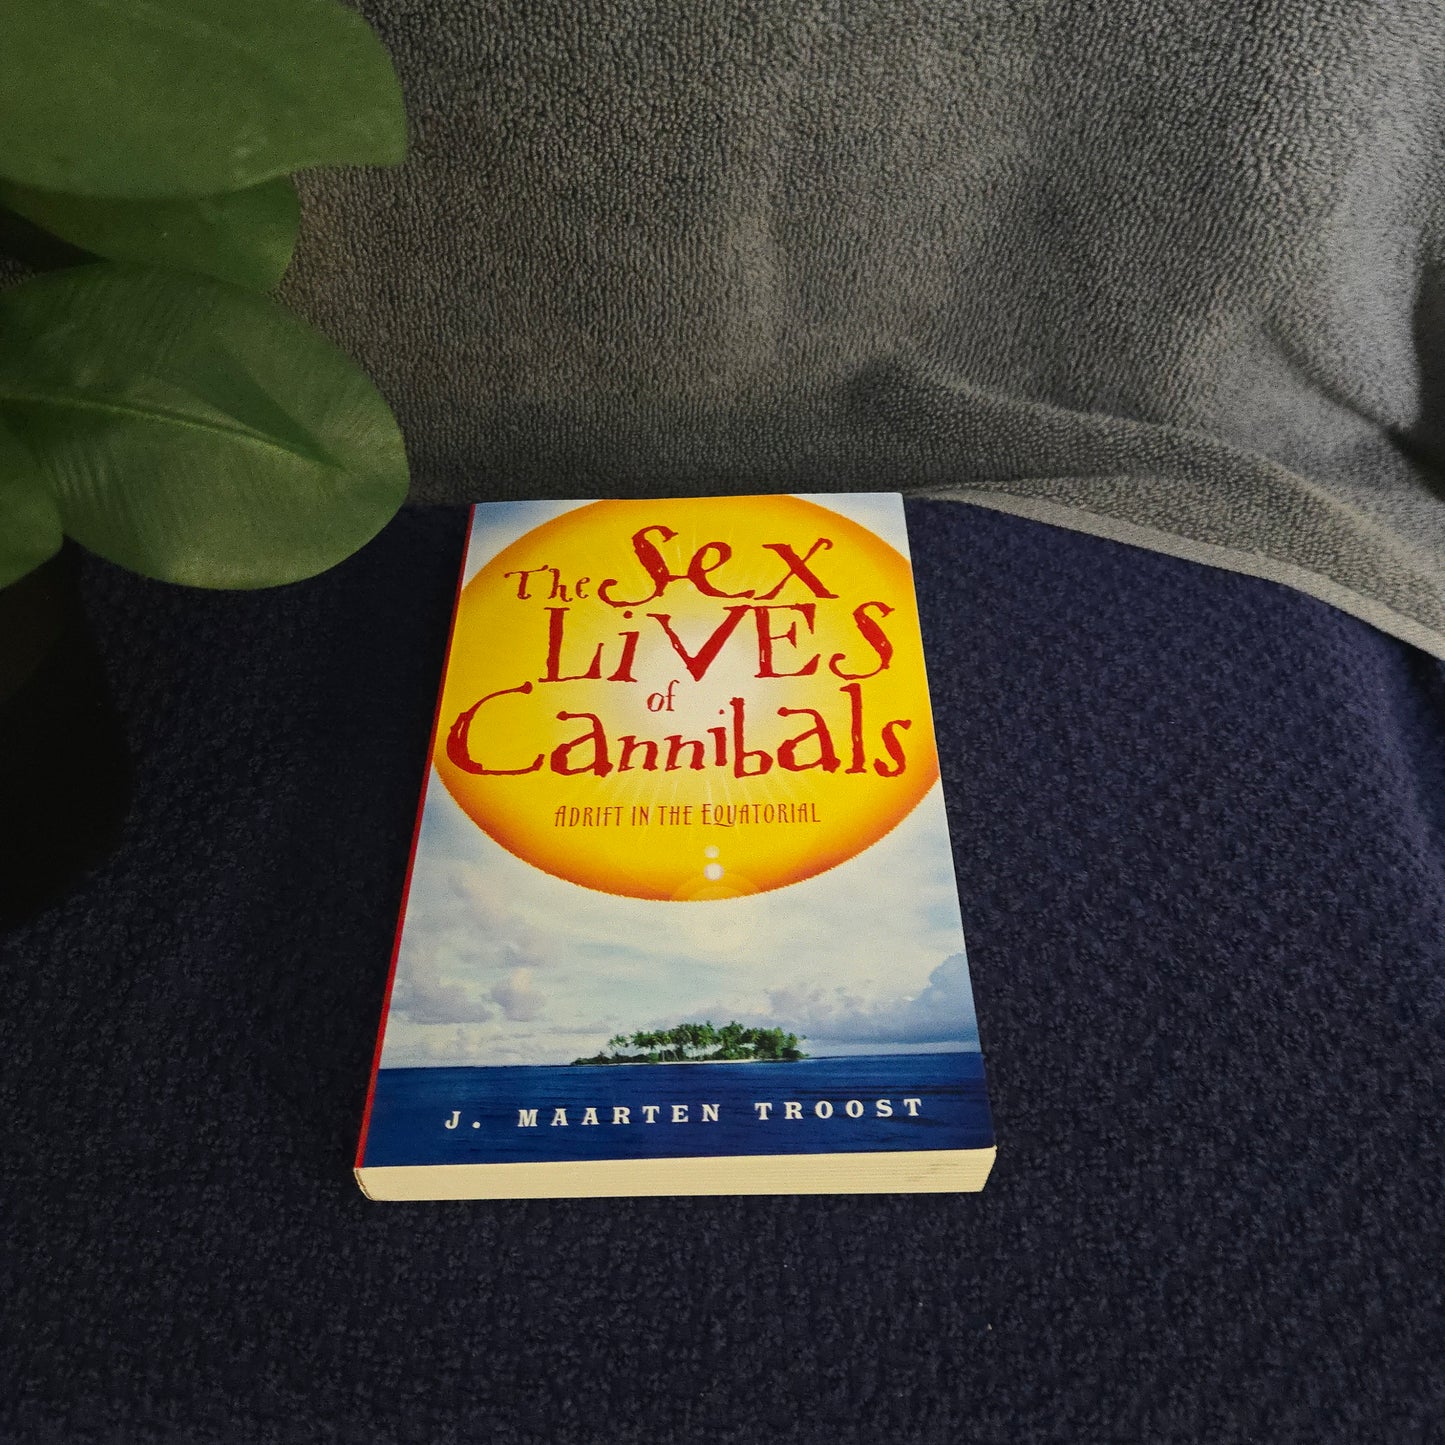 The Sex
LiVES
of
Cannibals
ADRIFT IN THE EQUATORIAL
J. MAARTEN TROOST